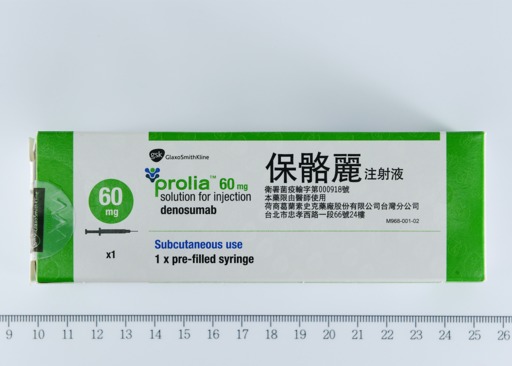 gsk GlaxoSmithKline
prolia™ 60 mg
solution for injection
denosumab
60
mg
x1
Subcutaneous use
1 x pre-filled syringe
保骼麗 注射液
衛署菌疫輸字第000918號
本藥限由醫師使用
荷商葛蘭素史克藥廠股份有限公司台灣分公司
台北市忠孝西路一段66號24樓
M968-001-02
9 10 11 12 13 14 15 16 17 18 19 20 21 22 23 24 25 26